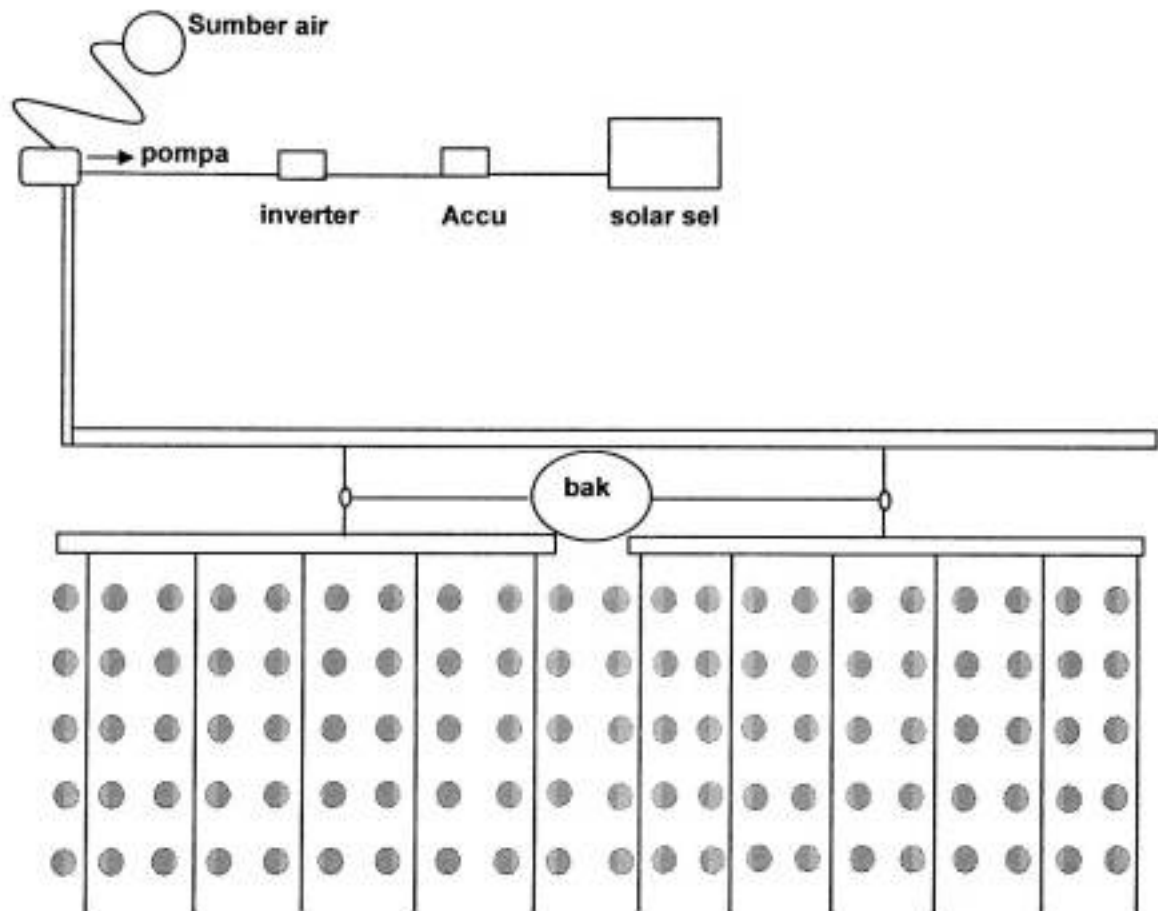 Sumber air
pompa
inverter
Accu
solar sel
bak